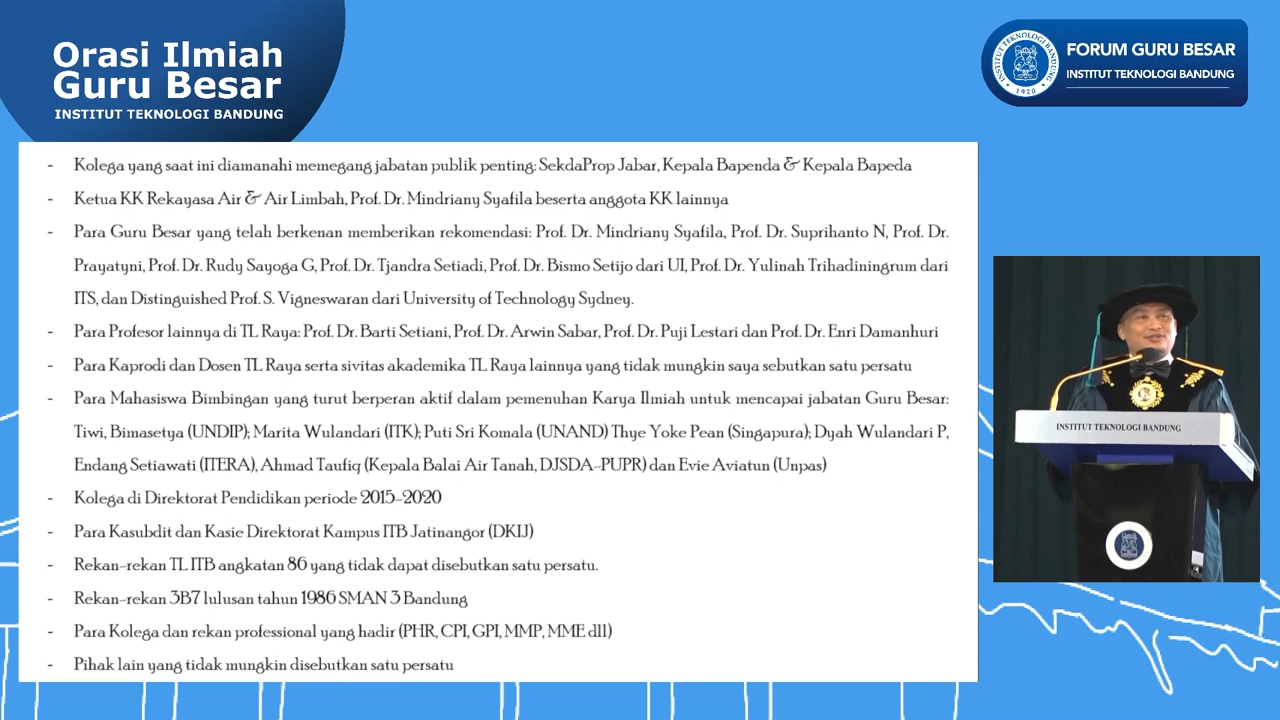 Orasi Ilmiah
Guru Besar
INSTITUT TEKNOLOGI BANDUNG
INSTITUT TEKNOLOGI BANDUNG
1920
FORUM GURU BESAR
INSTITUT TEKNOLOGI BANDUNG
- Kolega yang saat ini diamanahi memegang jabatan publik penting: SekdaProp Jabar, Kepala Bapenda & Kepala Bapeda
- Ketua KK Rekayasa Air & Air Limbah, Prof. Dr. Mindriany Syafila beserta anggota KK lainnya
- Para Guru Besar yang telah berkenan memberikan rekomendasi: Prof. Dr. Mindriany Syafila, Prof. Dr. Suprihanto N, Prof. Dr.
Prayatyni, Prof. Dr. Rudy Sayoga G, Prof. Dr. Tjandra Setiadi, Prof. Dr. Bismo Setijo dari UI, Prof. Dr. Yulinah Trihadiningrum dari
ITS, dan Distinguished Prof. S. Vigneswaran dari University of Technology Sydney.
- Para Profesor lainnya di TL Raya: Prof. Dr. Barti Setiani, Prof. Dr. Arwin Sabar, Prof. Dr. Puji Lestari dan Prof. Dr. Enri Damanhuri
- Para Kaprodi dan Dosen TL Raya serta sivitas akademika TL Raya lainnya yang tidak mungkin saya sebutkan satu persatu
- Para Mahasiswa Bimbingan yang turut berperan aktif dalam pemenuhan Karya Ilmiah untuk mencapai jabatan Guru Besar:
Tiwi, Bimasetya (UNDIP); Marita Wulandari (ITK); Puti Sri Komala (UNAND) Thye Yoke Pean (Singapura); Dyah Wulandari P,
Endang Setiawati (ITERA), Ahmad Taufiq (Kepala Balai Air Tanah, DJSDA-PUPR) dan Evie Aviatun (Unpas)
- Kolega di Direktorat Pendidikan periode 2015-2020
- Para Kasubdit dan Kasie Direktorat Kampus ITB Jatinangor (DKIJ)
- Rekan-rekan TL ITB angkatan 86 yang tidak dapat disebutkan satu persatu.
- Rekan-rekan 3B7 lulusan tahun 1986 SMAN 3 Bandung
- Para Kolega dan rekan professional yang hadir (PHR, CPI, GPI, MMP, MME dll)
- Pihak lain yang tidak mungkin disebutkan satu persatu
INSTITUT TEKNOLOGI BANDUNG